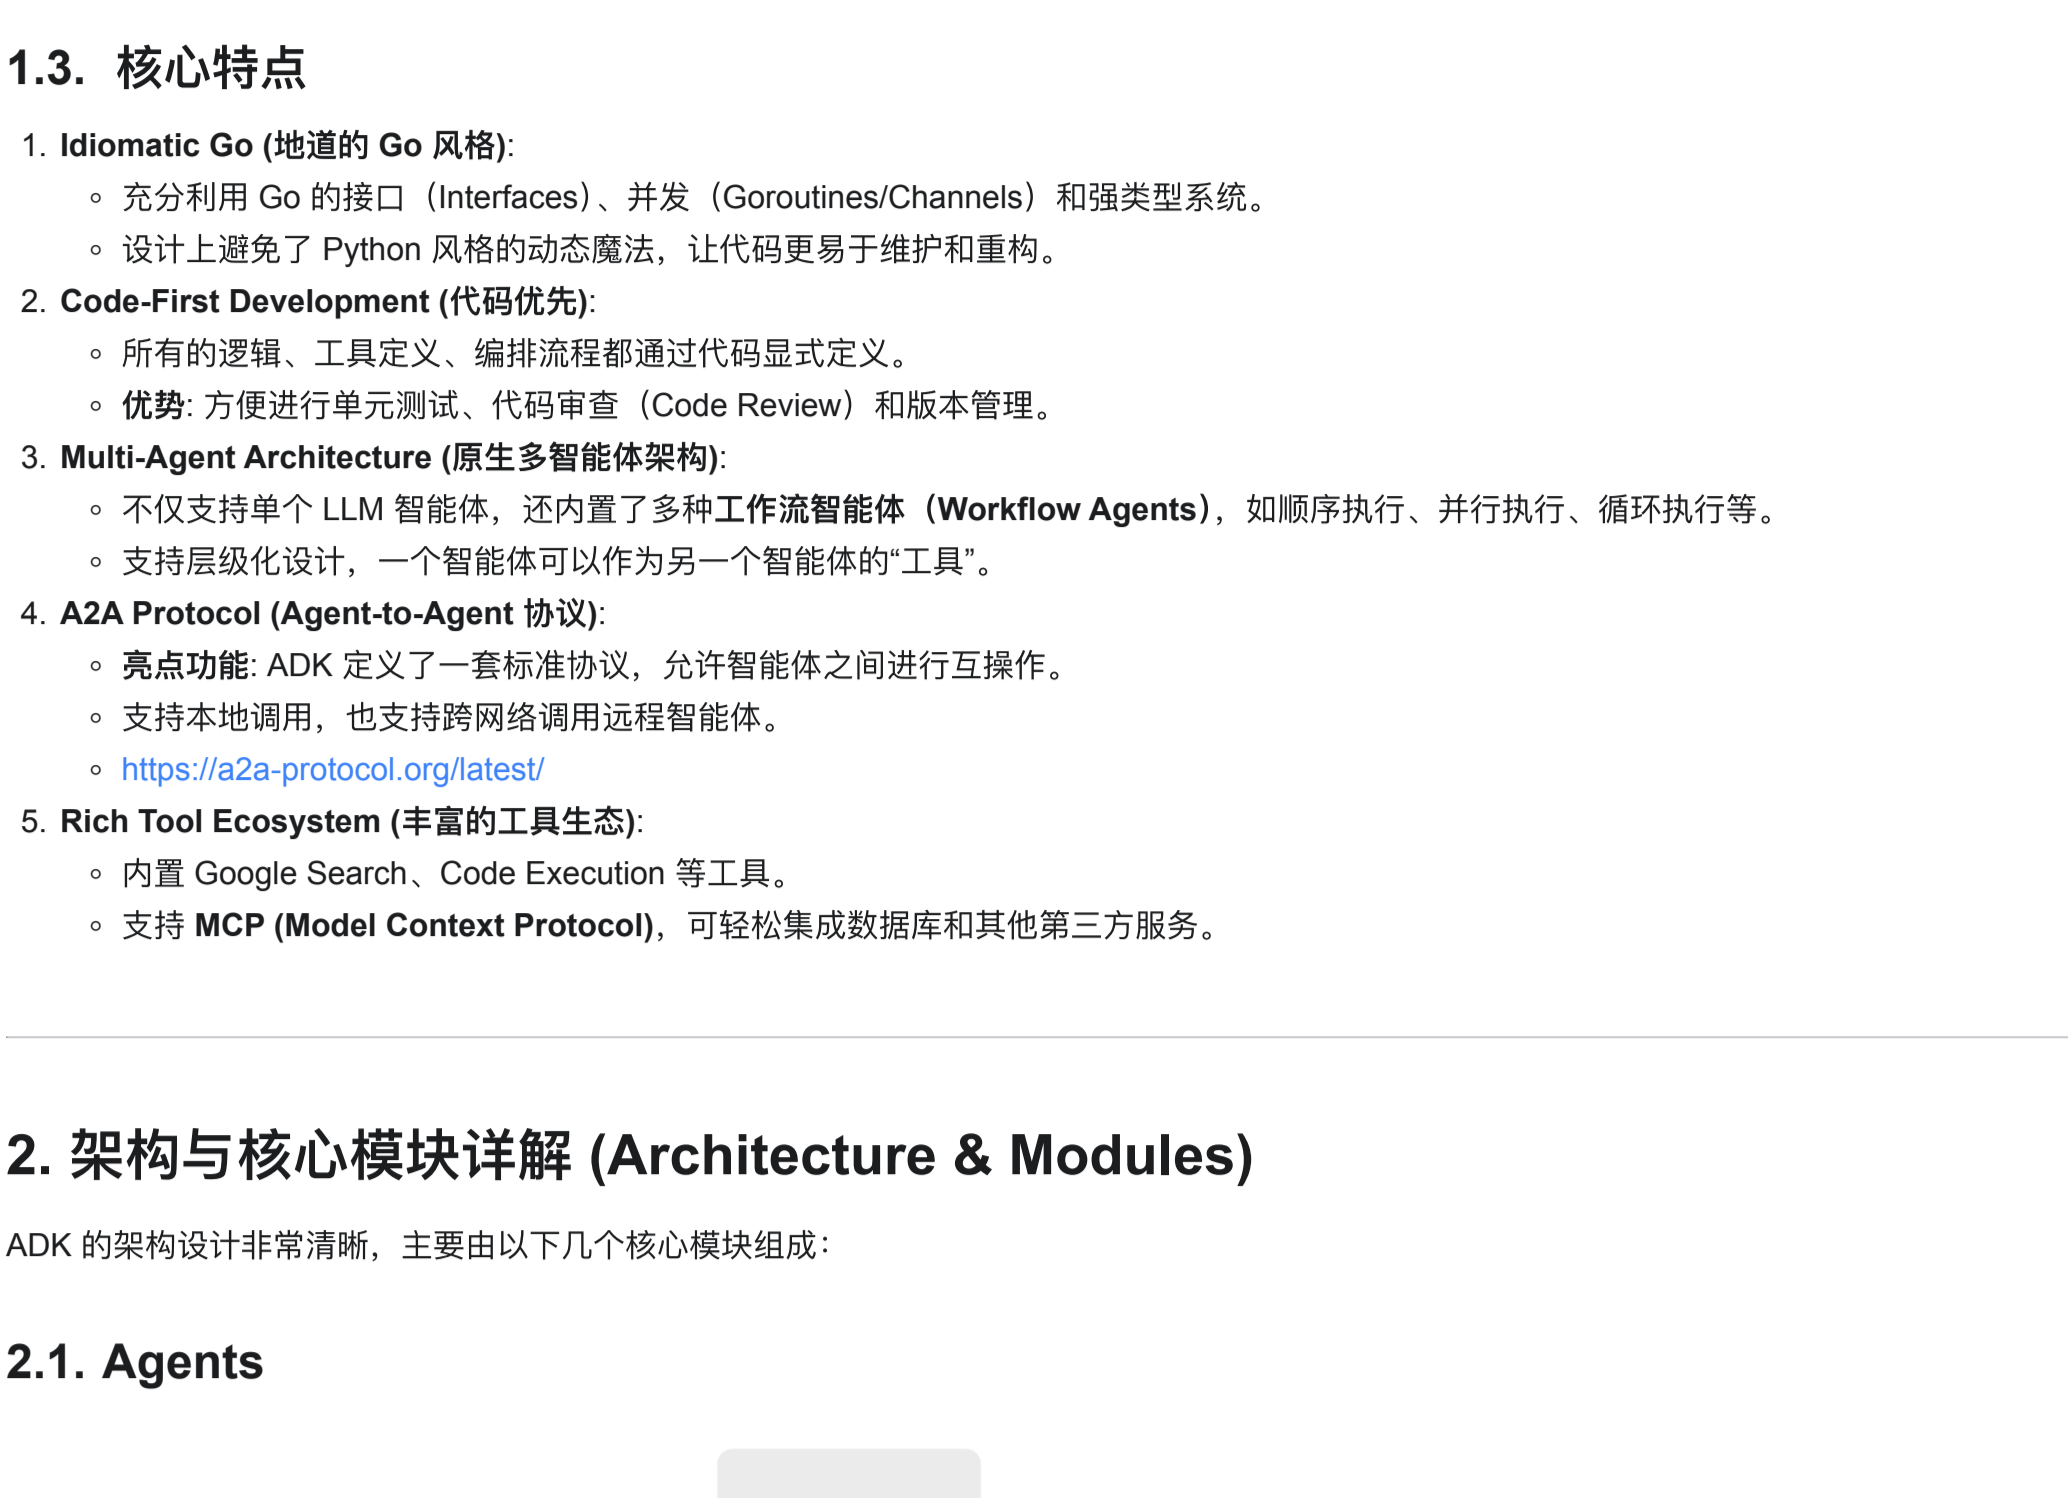 1.3. 核心特点
1. Idiomatic Go (地道的 Go 风格):
◦ 充分利用 Go 的接口（Interfaces）、并发（Goroutines/Channels）和强类型系统。
◦ 设计上避免了 Python 风格的动态魔法，让代码更易于维护和重构。
2. Code-First Development (代码优先):
◦ 所有的逻辑、工具定义、编排流程都通过代码显式定义。
◦ 优势: 方便进行单元测试、代码审查（Code Review）和版本管理。
3. Multi-Agent Architecture (原生多智能体架构):
◦ 不仅支持单个 LLM 智能体，还内置了多种工作流智能体（Workflow Agents），如顺序执行、并行执行、循环执行等。
◦ 支持层级化设计，一个智能体可以作为另一个智能体的“工具”。
4. A2A Protocol (Agent-to-Agent 协议):
◦ 亮点功能: ADK 定义了一套标准协议，允许智能体之间进行互操作。
◦ 支持本地调用，也支持跨网络调用远程智能体。
◦ https://a2a-protocol.org/latest/
5. Rich Tool Ecosystem (丰富的工具生态):
◦ 内置 Google Search、Code Execution 等工具。
◦ 支持 MCP (Model Context Protocol)，可轻松集成数据库和其他第三方服务。
2. 架构与核心模块详解 (Architecture & Modules)
ADK 的架构设计非常清晰，主要由以下几个核心模块组成：
2.1. Agents